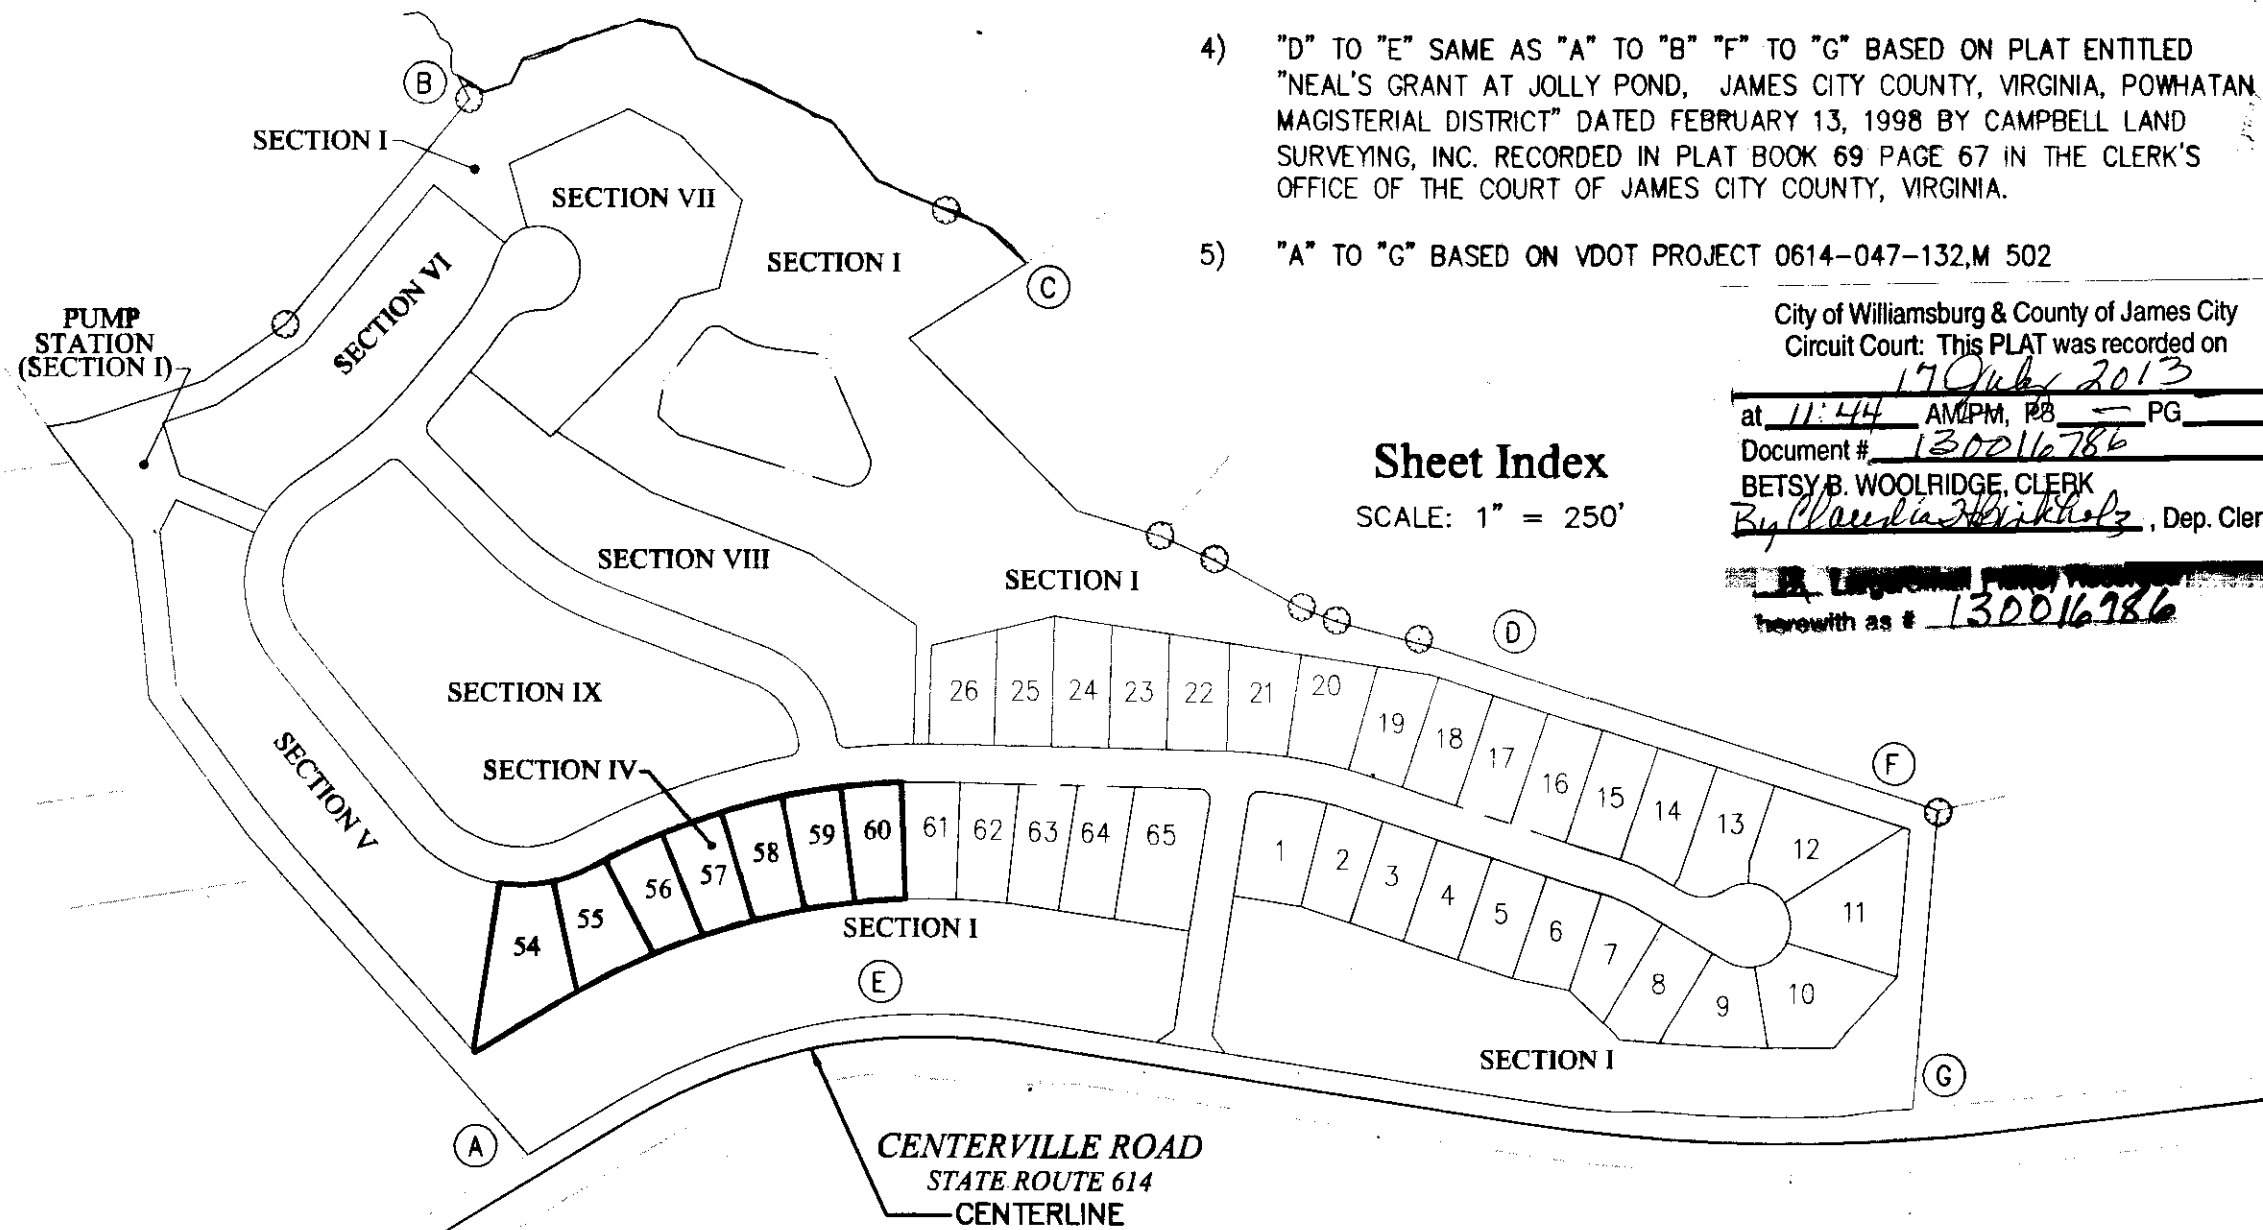 4) "D" TO "E" SAME AS "A" TO "B" "F" TO "G" BASED ON PLAT ENTITLED
"NEAL'S GRANT AT JOLLY POND, JAMES CITY COUNTY, VIRGINIA, POWHATAN
MAGISTERIAL DISTRICT" DATED FEBRUARY 13, 1998 BY CAMPBELL LAND
SURVEYING, INC. RECORDED IN PLAT BOOK 69 PAGE 67 IN THE CLERK'S
OFFICE OF THE COURT OF JAMES CITY COUNTY, VIRGINIA.
5) "A" TO "G" BASED ON VDOT PROJECT 0614-047-132,M 502
City of Williamsburg & County of James City
Circuit Court: This PLAT was recorded on
17 July 2013
at 11:44 AM/PM, PB — PG
Document # 130016786
BETSY B. WOOLRIDGE, CLERK
By Claudia , Dep. Cler
herewith as # 130016786
Sheet Index
SCALE: 1" = 250'
B
SECTION I
SECTION VII
SECTION I
C
SECTION VI
PUMP
STATION
(SECTION I)
SECTION VIII
SECTION I
D
SECTION IX
26 25 24 23 22 21 20 19 18 17 16 15 14 13 12
F
SECTION V
SECTION IV
54 55 56 57 58 59 60 61 62 63 64 65
1 2 3 4 5 6 7 8 9 10 11
SECTION I
E
SECTION I
G
A
CENTERVILLE ROAD
STATE ROUTE 614
CENTERLINE